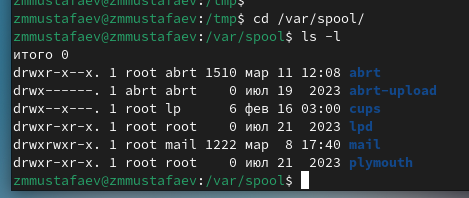 zmmustafaev@zmmustafaev:/tmp$
zmmustafaev@zmmustafaev:/tmp$ cd /var/spool/
zmmustafaev@zmmustafaev:/var/spool$ ls -l
итого 0
drwxr-x--x. 1 root abrt 1510 мар 11 12:08 abrt
drwx------. 1 abrt abrt    0 июл 19  2023 abrt-upload
drwx--x---. 1 root lp      6 фев 16 03:00 cups
drwxr-xr-x. 1 root root    0 июл 21  2023 lpd
drwxrwxr-x. 1 root mail 1222 мар  8 17:40 mail
drwxr-xr-x. 1 root root    0 июл 21  2023 plymouth
zmmustafaev@zmmustafaev:/var/spool$